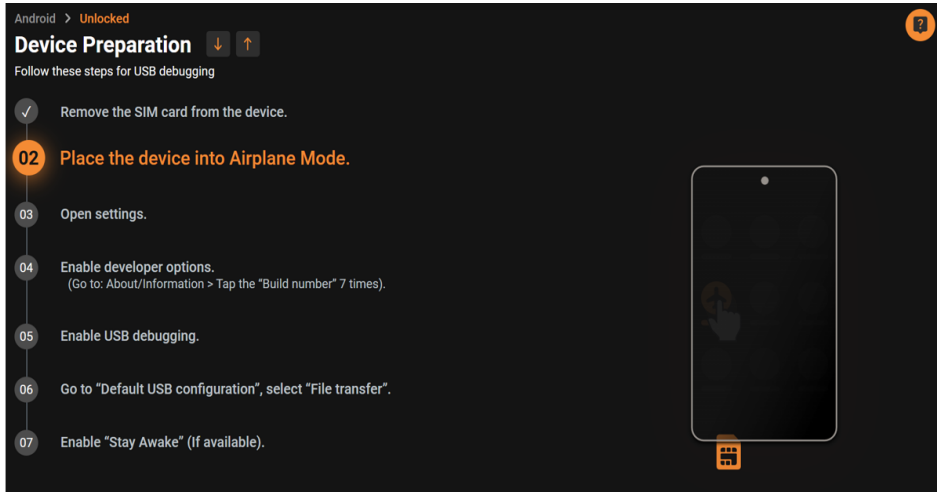 Android > Unlocked
Device Preparation ↓ ↑
Follow these steps for USB debugging
✓ Remove the SIM card from the device.
02 Place the device into Airplane Mode.
03 Open settings.
04 Enable developer options.
(Go to: About/Information > Tap the “Build number” 7 times).
05 Enable USB debugging.
06 Go to “Default USB configuration”, select “File transfer”.
07 Enable “Stay Awake” (If available).